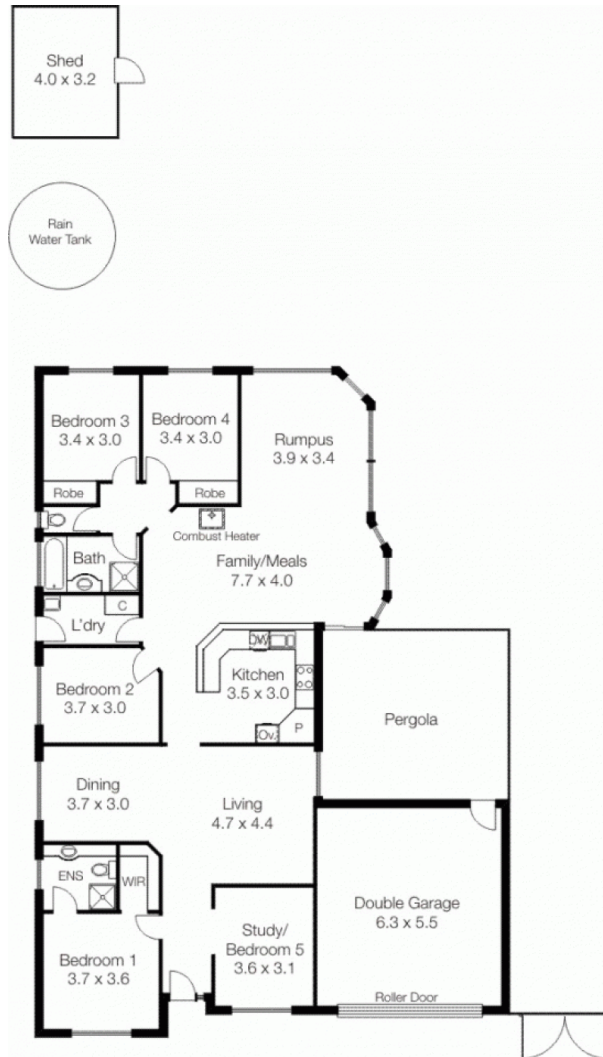 Shed
4.0 x 3.2
Rain
Water Tank
Bedroom 3
3.4 x 3.0
Bedroom 4
3.4 x 3.0
Rumpus
3.9 x 3.4
Robe
Robe
Combust Heater
Bath
Family/Meals
7.7 x 4.0
C
L'dry
DW
Kitchen
3.5 x 3.0
Bedroom 2
3.7 x 3.0
Ov.
P
Pergola
Dining
3.7 x 3.0
Living
4.7 x 4.4
ENS
WIR
Double Garage
6.3 x 5.5
Study/
Bedroom 5
3.6 x 3.1
Bedroom 1
3.7 x 3.6
Roller Door